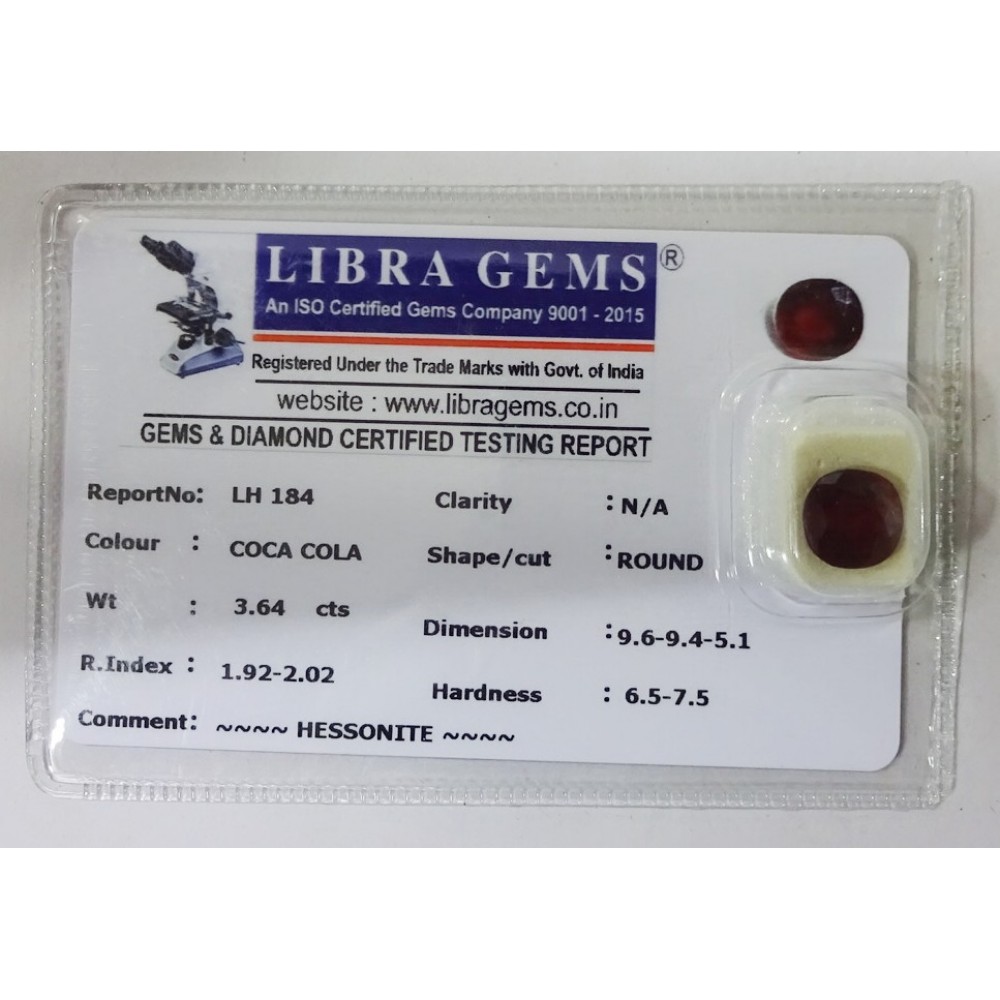 LIBRA GEMS®
An ISO Certified Gems Company 9001 - 2015
Registered Under the Trade Marks with Govt. of India
website : www.libragems.co.in
GEMS & DIAMOND CERTIFIED TESTING REPORT
ReportNo: LH 184
Clarity : N/A
Colour : COCA COLA
Shape/cut : ROUND
Wt : 3.64 cts
Dimension : 9.6-9.4-5.1
R.Index : 1.92-2.02
Hardness : 6.5-7.5
Comment: ~~~~ HESSONITE ~~~~